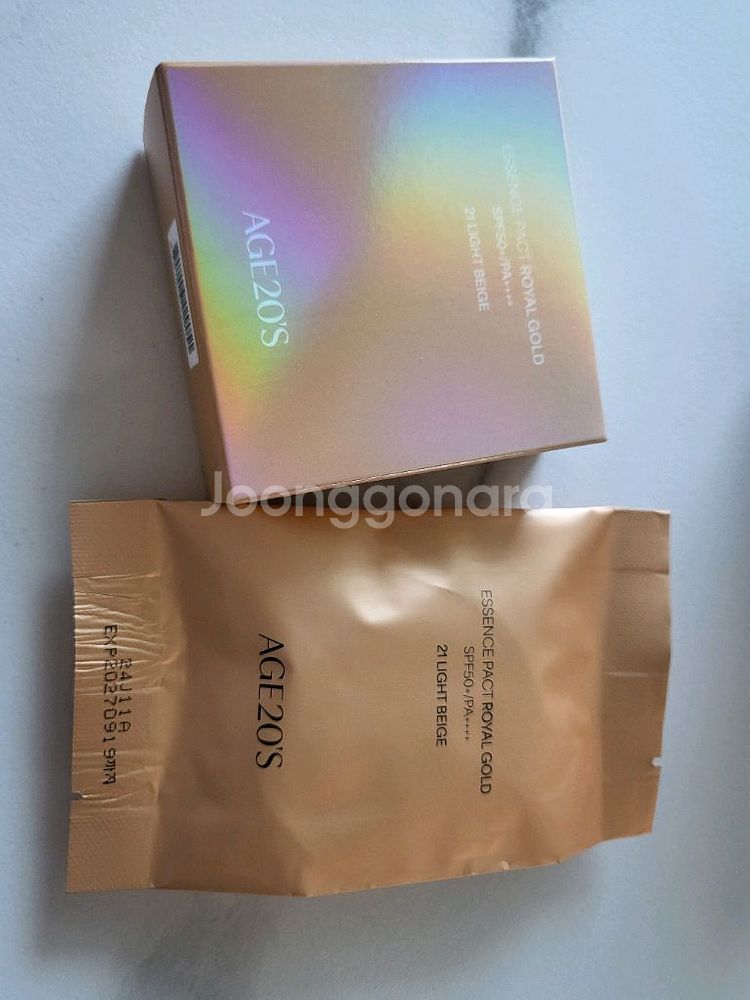 AGE20'S
ESSENCE PACT ROYAL GOLD
SPF50+/PA++++
21 LIGHT BEIGE
Joonggonara
AGE20'S
ESSENCE PACT ROYAL GOLD
SPF50+/PA++++
21 LIGHT BEIGE
EXP20270919까지